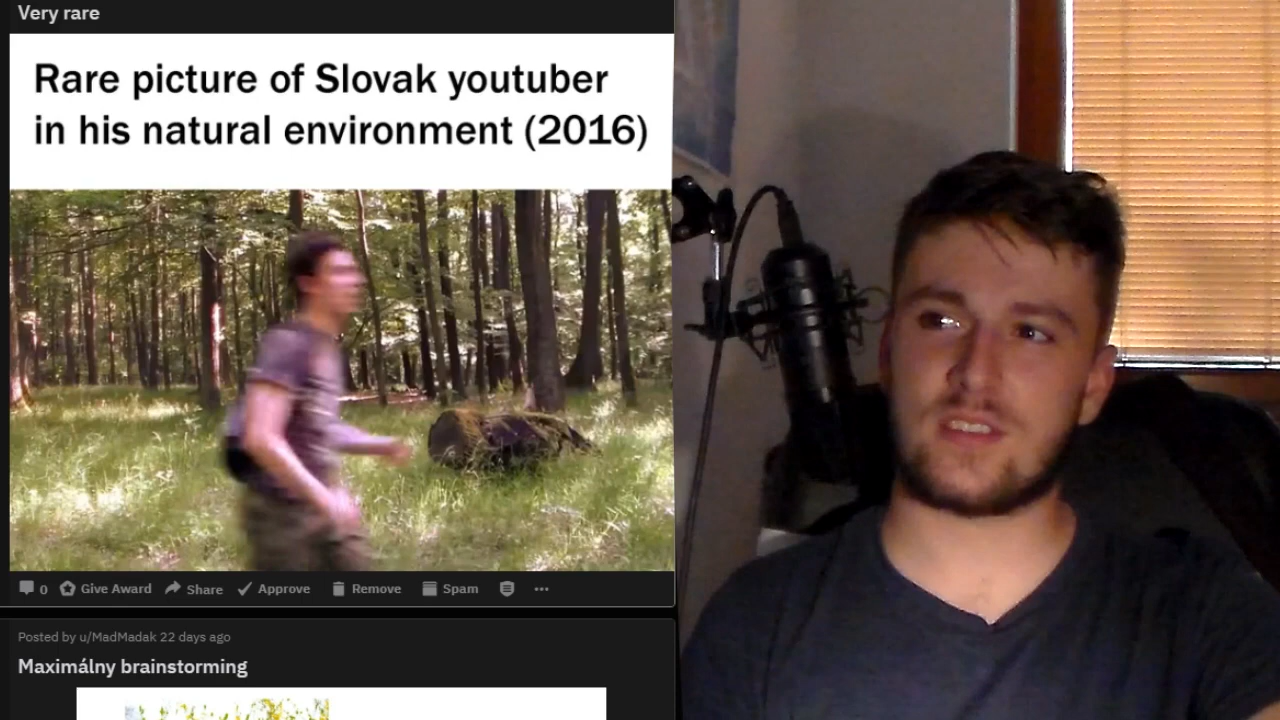 Very rare
Rare picture of Slovak youtuber
in his natural environment (2016)
0 Give Award Share Approve Remove Spam
Posted by u/MadMadak 22 days ago
Maximálny brainstorming